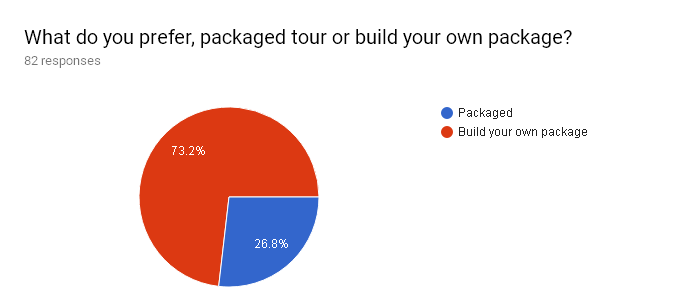 What do you prefer, packaged tour or build your own package?
82 responses
Packaged
Build your own package
73.2%
26.8%